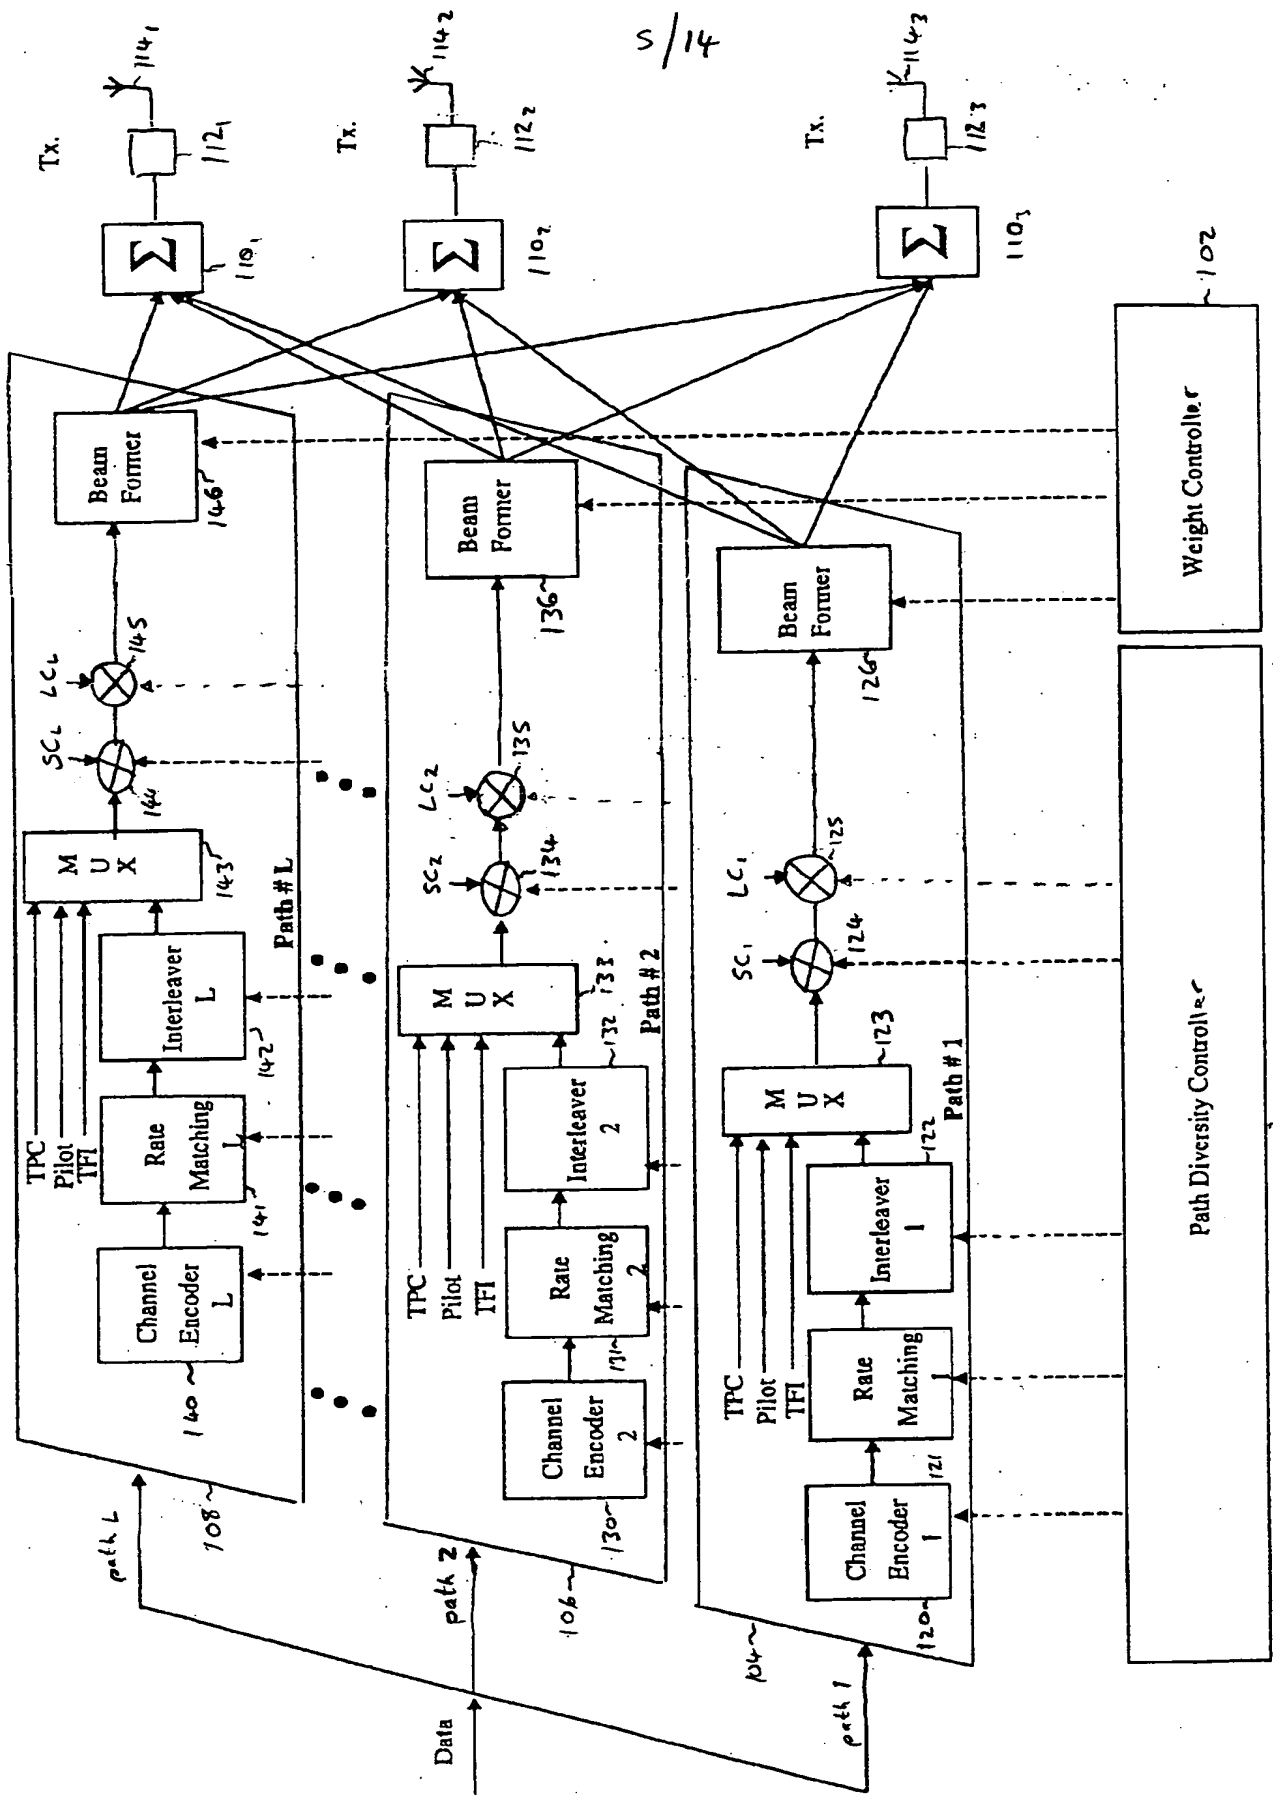 5/14
Data
path L
108
140
Channel
Encoder
L
141
Rate
Matching
L
142
Interleaver
L
TPC
Pilot
TFI
M
U
X
143
SCL
144
LCL
145
Beam
Former
146
Path # L
path 2
106
130
Channel
Encoder
2
131
Rate
Matching
2
132
Interleaver
2
TPC
Pilot
TFI
M
U
X
133
SC2
134
LC2
135
Beam
Former
136
Path # 2
path 1
104
120
Channel
Encoder
1
121
Rate
Matching
1
122
Interleaver
1
TPC
Pilot
TFI
M
U
X
123
SC1
124
LC1
125
Beam
Former
126
Path # 1
Σ
1101
Tx.
1121
1141
Σ
1102
Tx.
1122
1142
Σ
1103
Tx.
1123
1143
Path Diversity Controller
Weight Controller
102